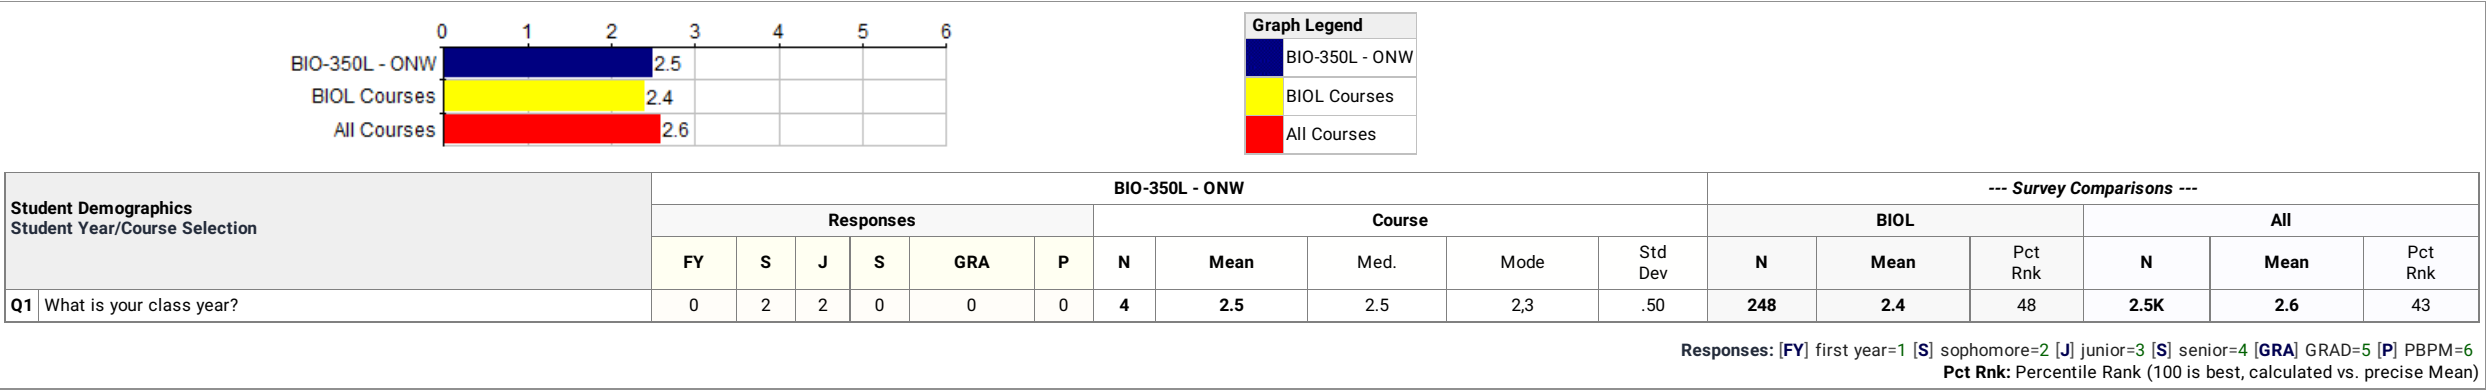 0 1 2 3 4 5 6
BIO-350L - ONW 2.5
BIOL Courses 2.4
All Courses 2.6
Graph Legend
BIO-350L - ONW
BIOL Courses
All Courses
Student Demographics
Student Year/Course Selection
BIO-350L - ONW --- Survey Comparisons ---
Responses Course BIOL All
FY S J S GRA P N Mean Med. Mode Std Dev N Mean Pct Rnk N Mean Pct Rnk
Q1 What is your class year? 0 2 2 0 0 0 4 2.5 2.5 2,3 .50 248 2.4 48 2.5K 2.6 43
Responses: [FY] first year=1 [S] sophomore=2 [J] junior=3 [S] senior=4 [GRA] GRAD=5 [P] PBPM=6
Pct Rnk: Percentile Rank (100 is best, calculated vs. precise Mean)